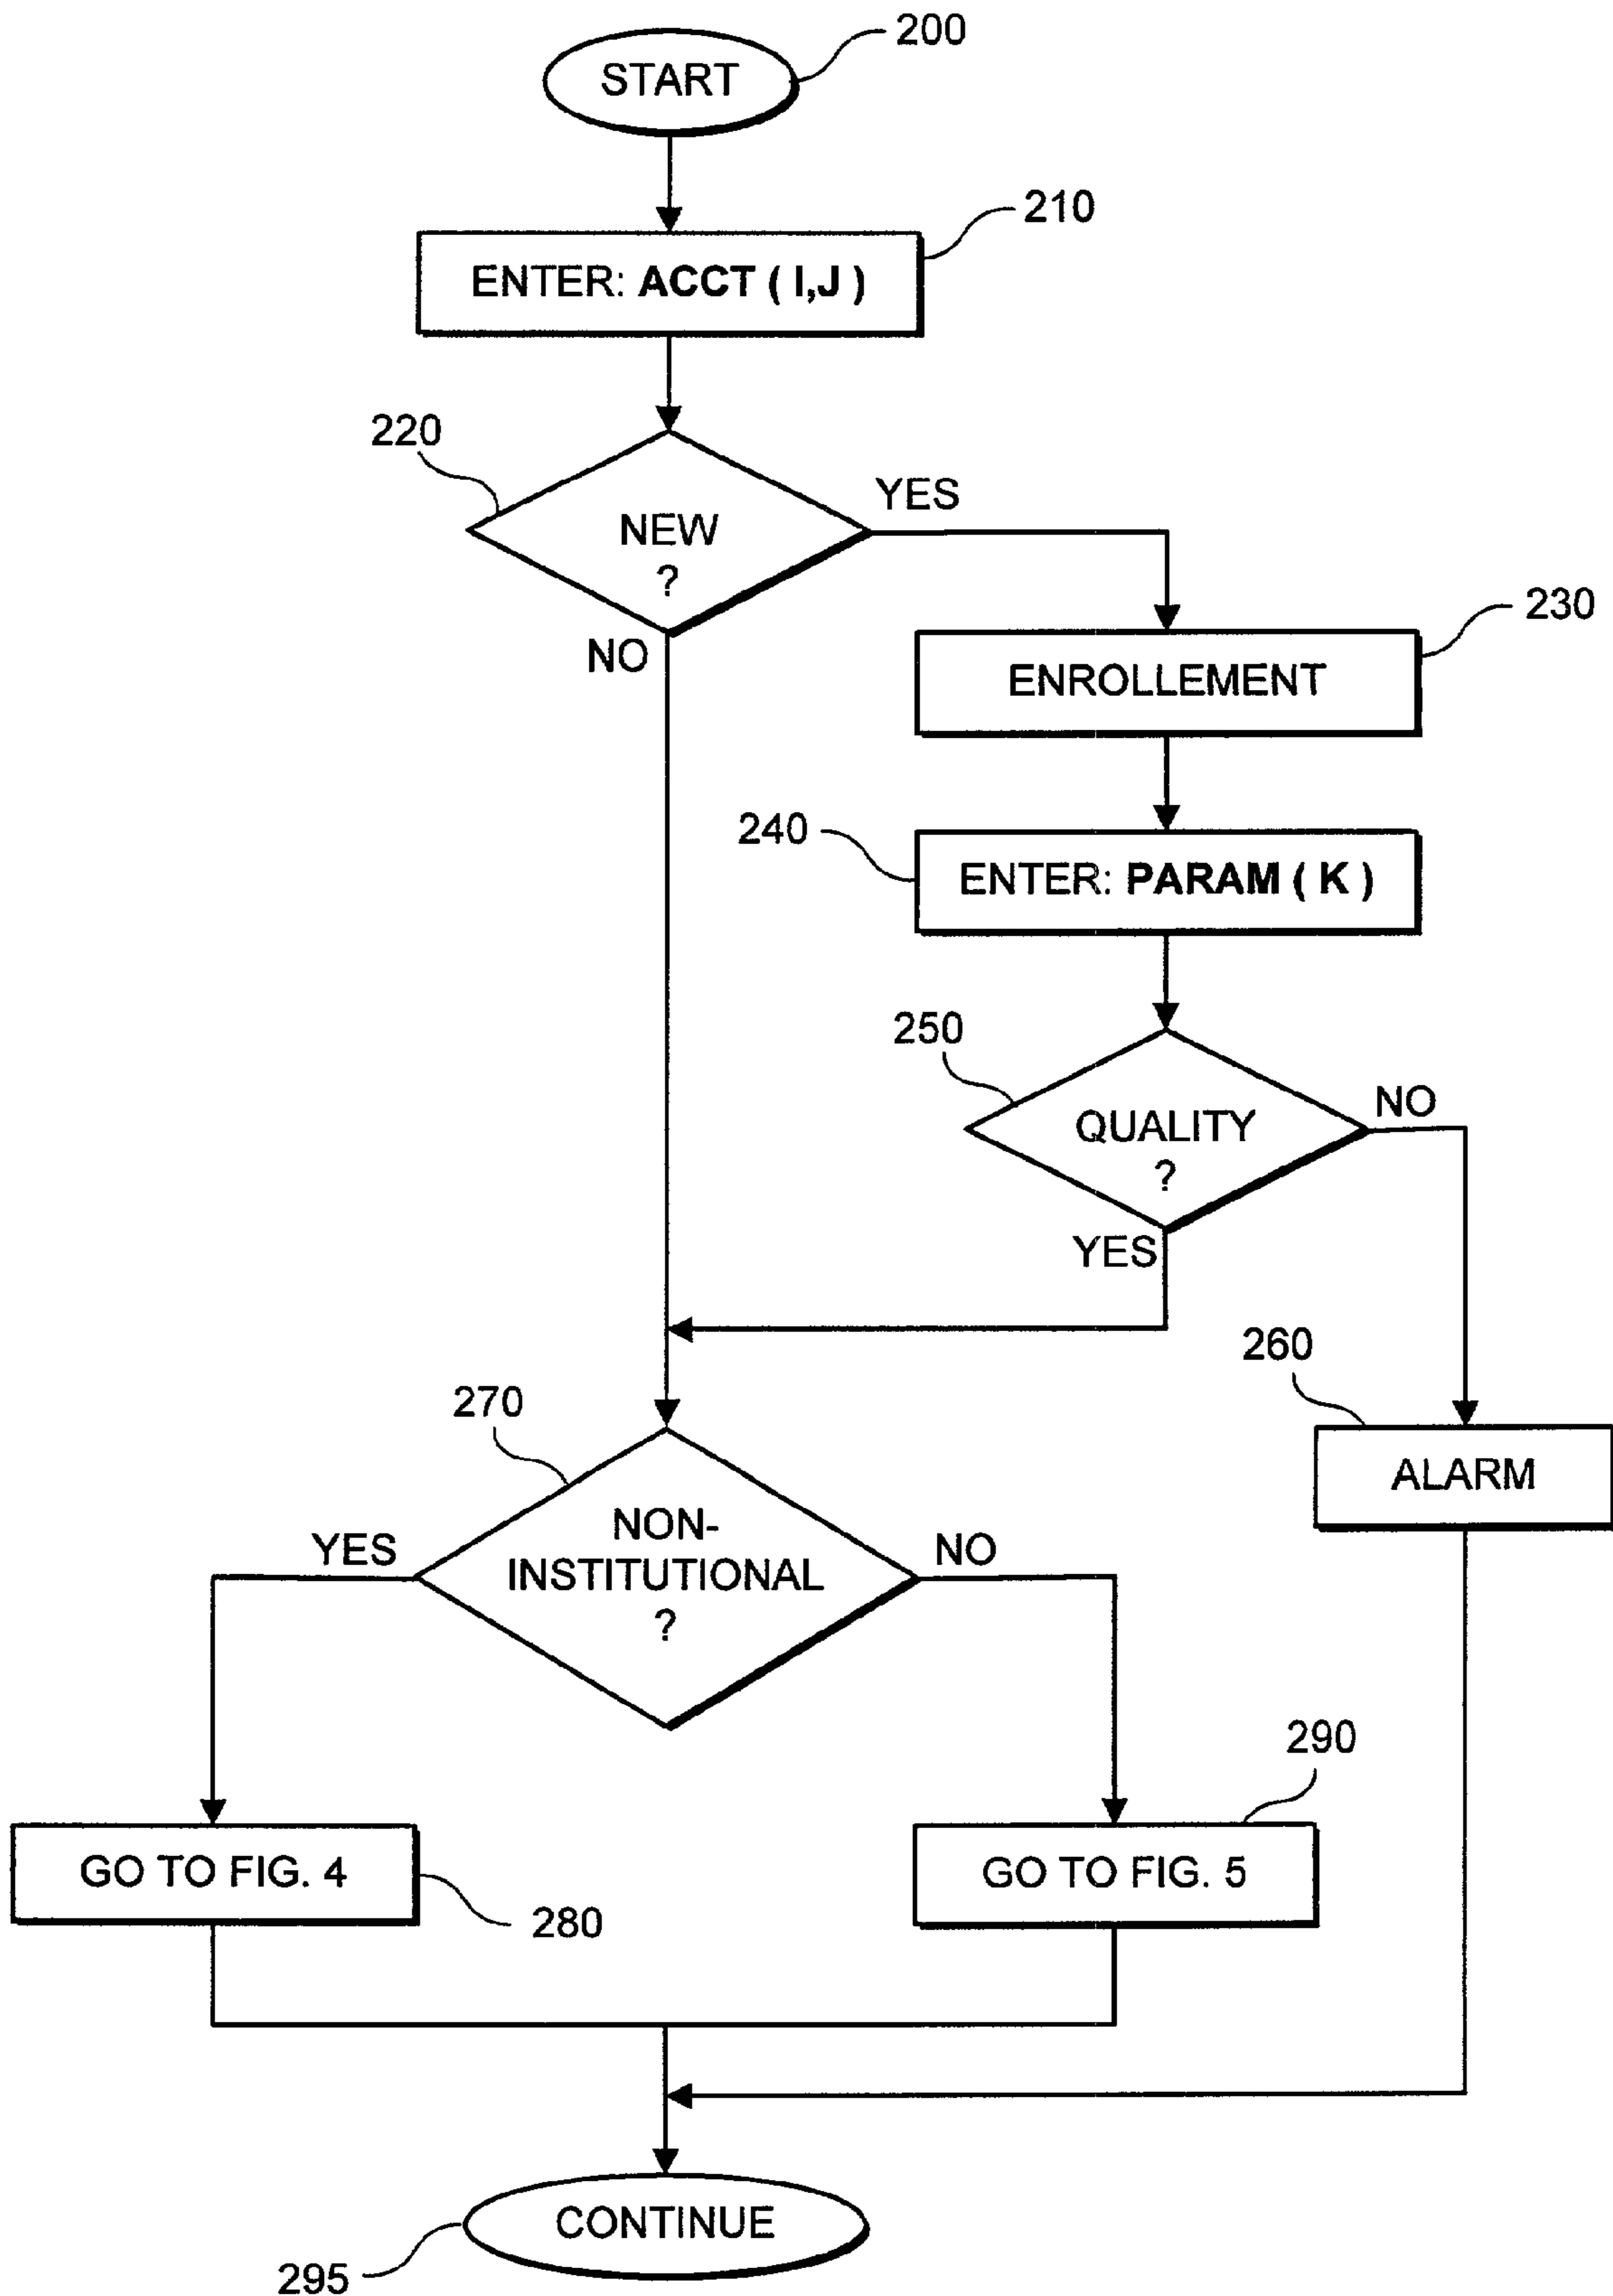 200
START
210
ENTER: ACCT ( I,J )
220
YES
NEW
?
NO
230
ENROLLEMENT
240
ENTER: PARAM ( K )
250
NO
QUALITY
?
YES
260
ALARM
270
YES
NON-
INSTITUTIONAL
?
NO
290
GO TO FIG. 4
GO TO FIG. 5
280
CONTINUE
295